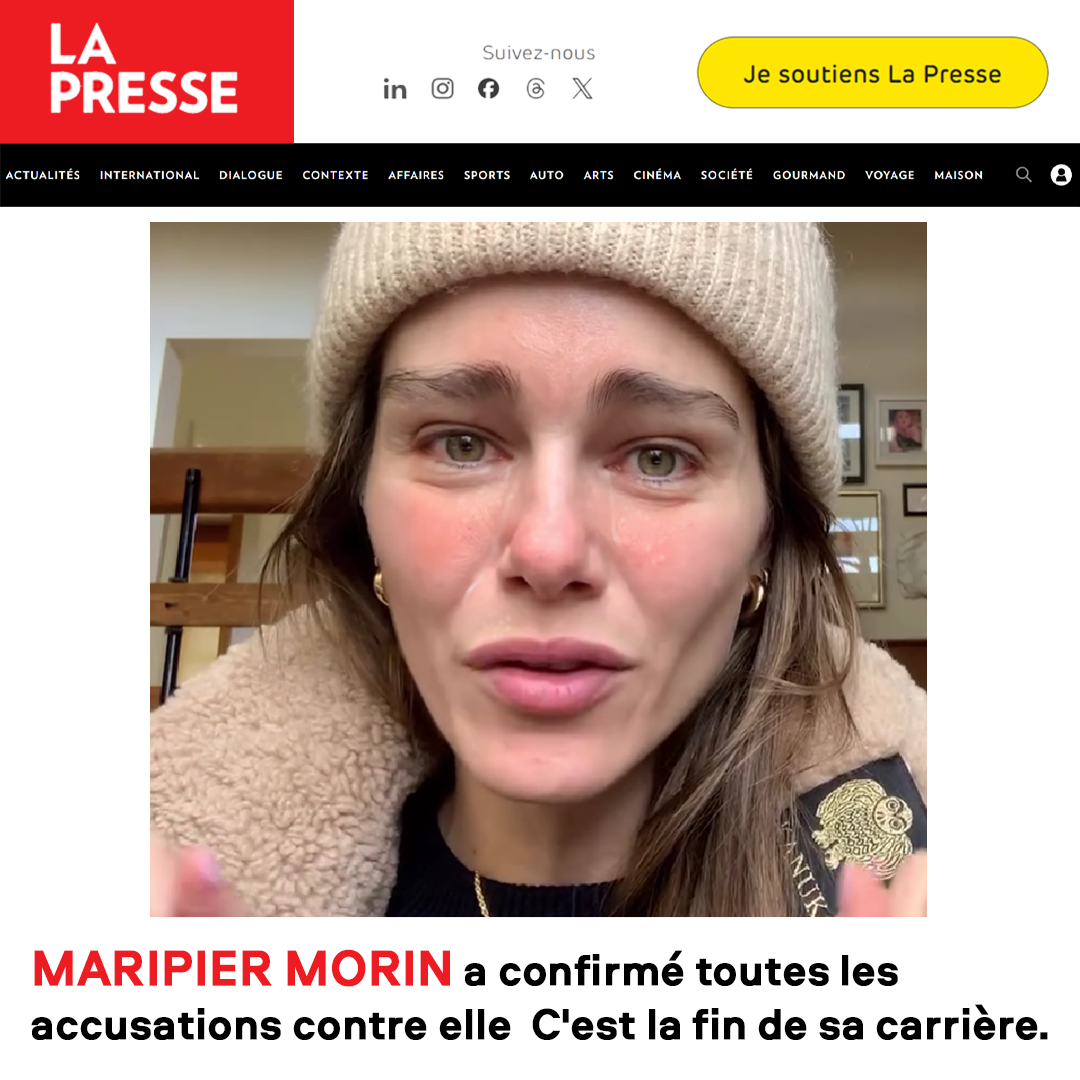 LA
PRESSE
Suivez-nous
Je soutiens La Presse
ACTUALITÉS INTERNATIONAL DIALOGUE CONTEXTE AFFAIRES SPORTS AUTO ARTS CINÉMA SOCIÉTÉ GOURMAND VOYAGE MAISON
MARIPIER MORIN a confirmé toutes les
accusations contre elle C'est la fin de sa carrière.